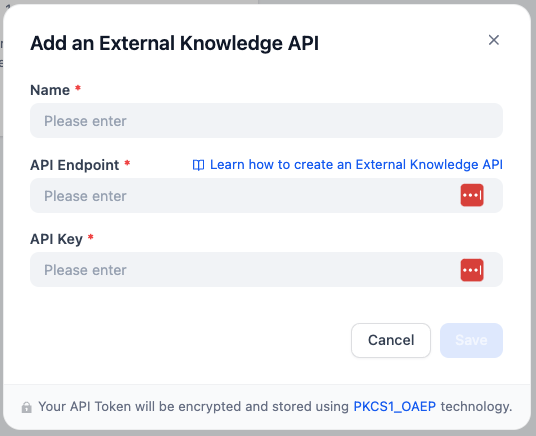 Add an External Knowledge API
Name *
Please enter
API Endpoint *
Learn how to create an External Knowledge API
Please enter
API Key *
Please enter
Cancel
Save
Your API Token will be encrypted and stored using PKCS1_OAEP technology.